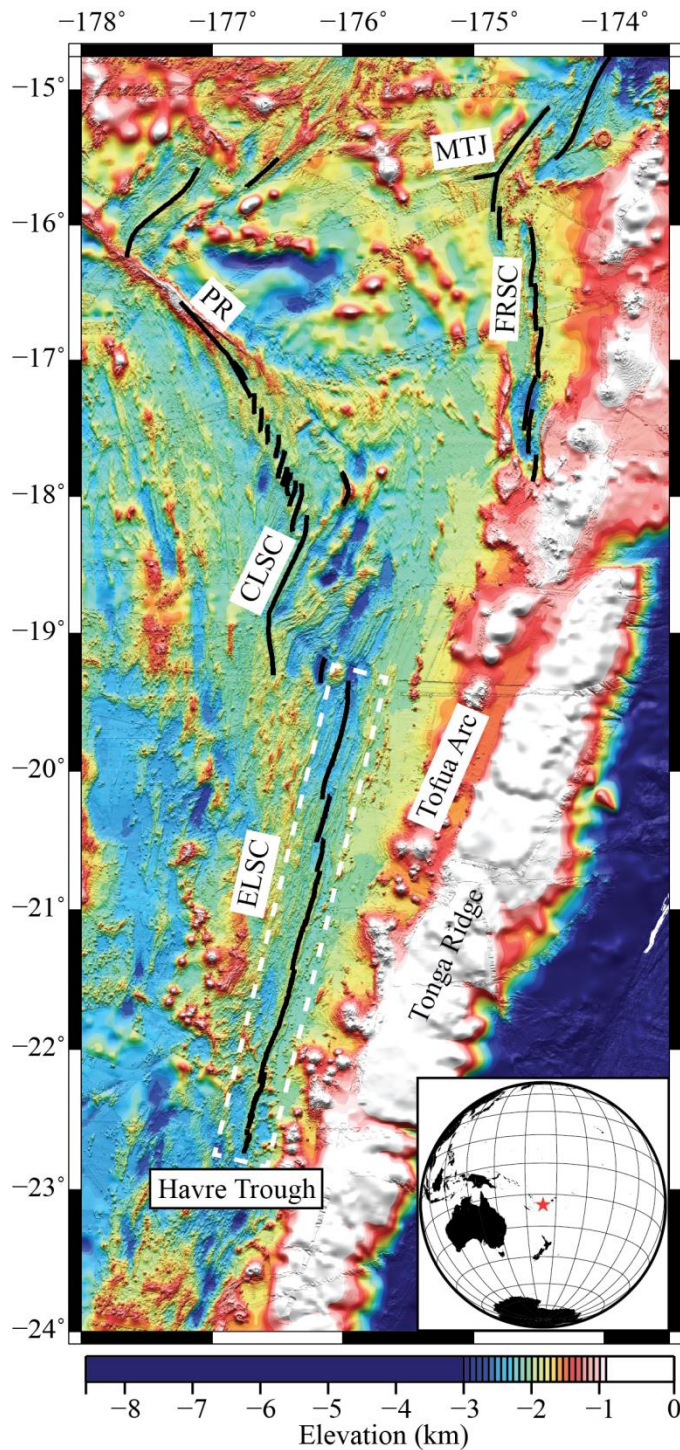 −178° −177° −176° −175° −174°
−15°
MTJ
−16°
PR
FRSC
−17°
−18°
CLSC
−19°
Tofua Arc
−20°
ELSC
−21°
Tonga Ridge
−22°
Havre Trough
−23°
−24°
−8 −7 −6 −5 −4 −3 −2 −1 0
Elevation (km)